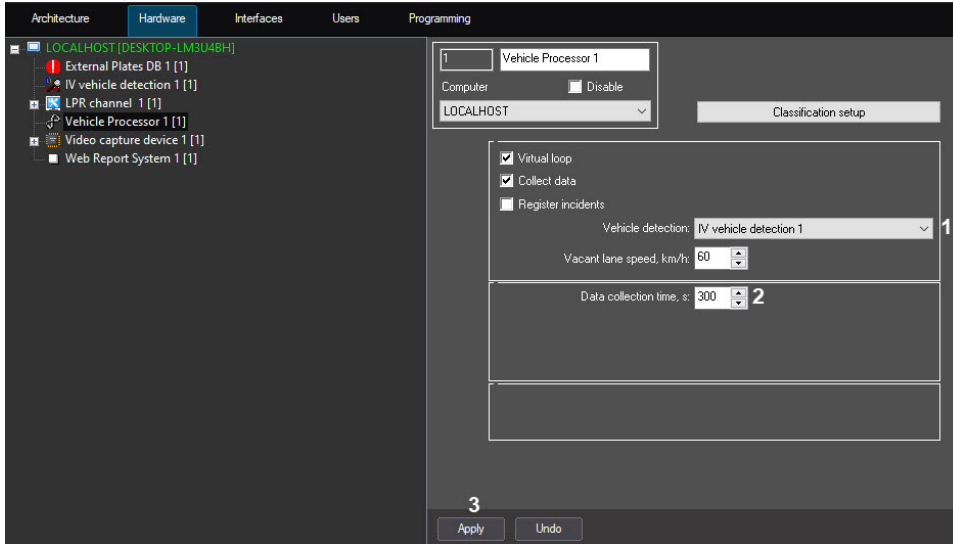 Architecture Hardware Interfaces Users Programming
LOCALHOST [DESKTOP-LM3U4BH]
External Plates DB 1 [1]
IV vehicle detection 1 [1]
LPR channel 1 [1]
Vehicle Processor 1 [1]
Video capture device 1 [1]
Web Report System 1 [1]
1 Vehicle Processor 1
Computer Disable
LOCALHOST
Classification setup
Virtual loop
Collect data
Register incidents
Vehicle detection: IV vehicle detection 1 1
Vacant lane speed, km/h: 60
Data collection time, s: 300 2
3
Apply Undo